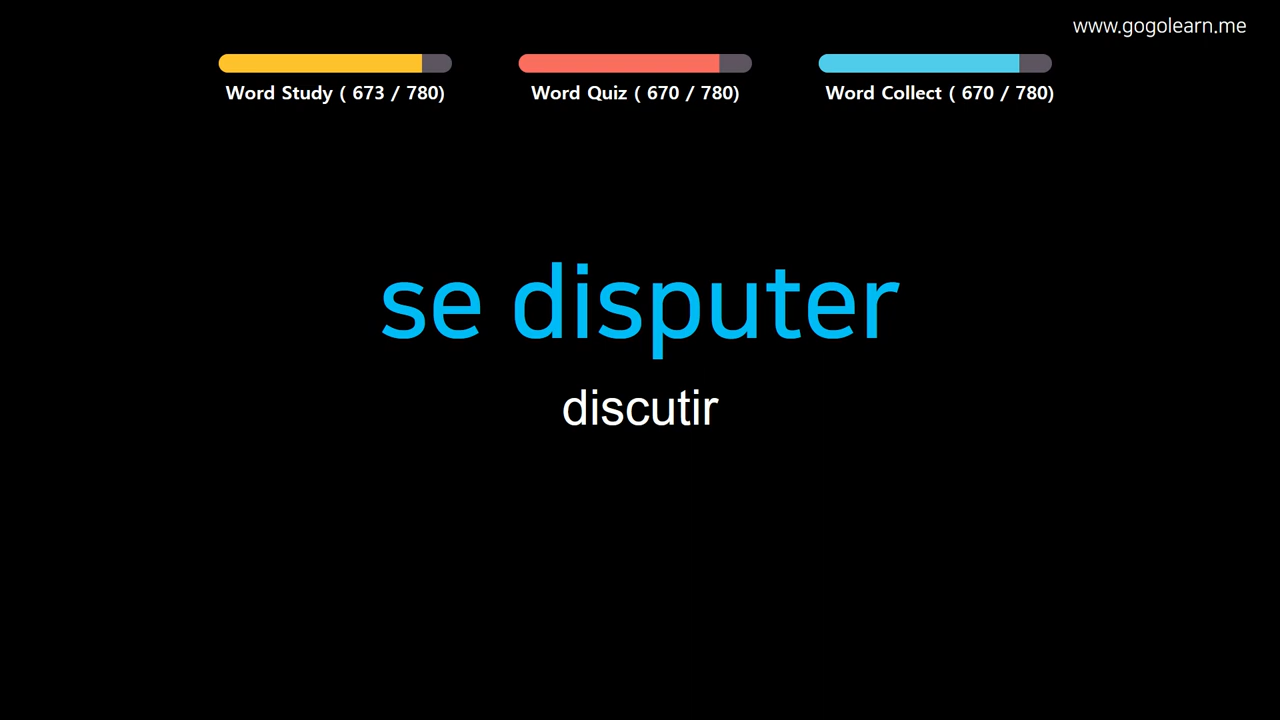 www.gogolearn.me
Word Study ( 673 / 780)
Word Quiz ( 670 / 780)
Word Collect ( 670 / 780)
se disputer
discutir